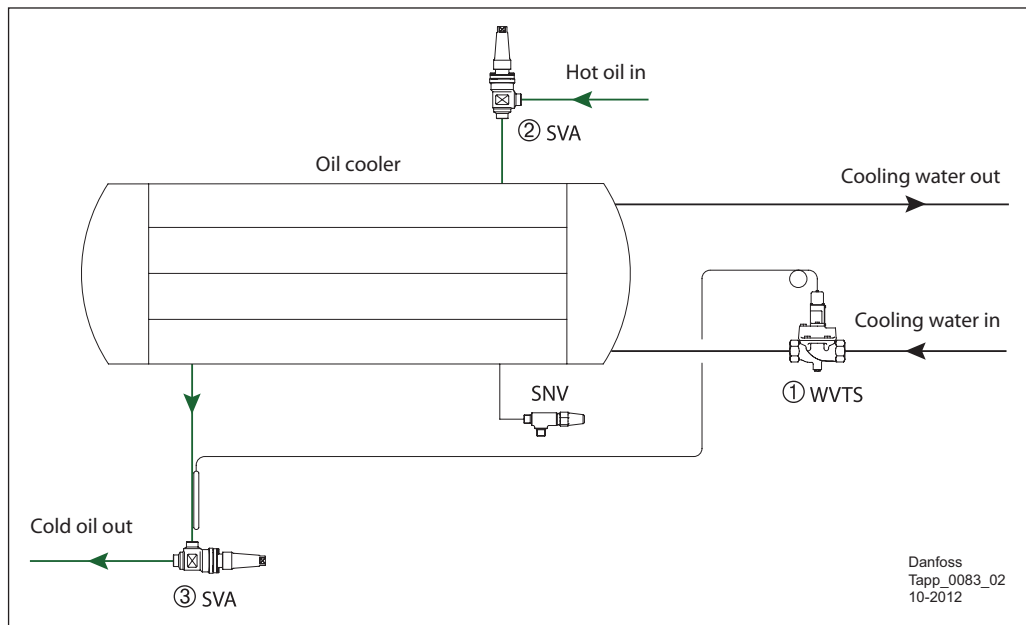 Hot oil in
② SVA
Oil cooler
Cooling water out
Cooling water in
① WVTS
SNV
Cold oil out
③ SVA
Danfoss
Tapp_0083_02
10-2012